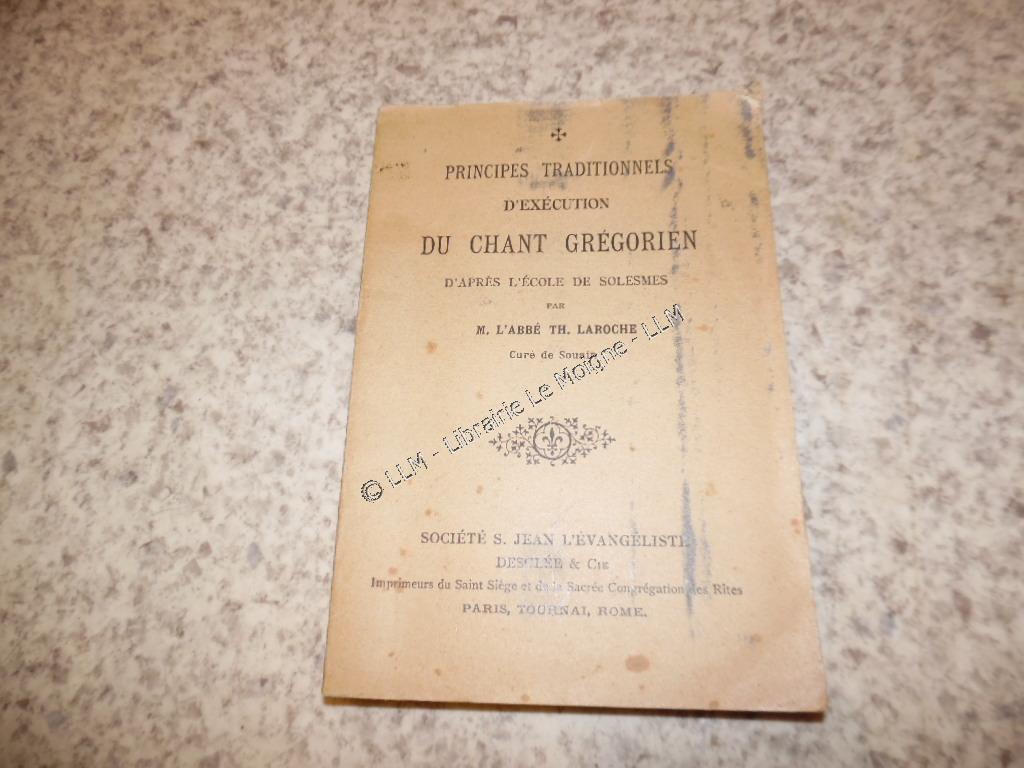 PRINCIPES TRADITIONNELS
D'EXÉCUTION
DU CHANT GRÉGORIEN
D'APRÈS L'ÉCOLE DE SOLESMES
PAR
M. L'ABBÉ TH. LAROCHE
Curé de Souain
© LLM - Librairie Le Moigne - LLM
SOCIÉTÉ S. JEAN L'ÉVANGÉLISTE
DESCLÉE & CIE
Imprimeurs du Saint Siège et de la Sacrée Congrégation des Rites
PARIS, TOURNAI, ROME.